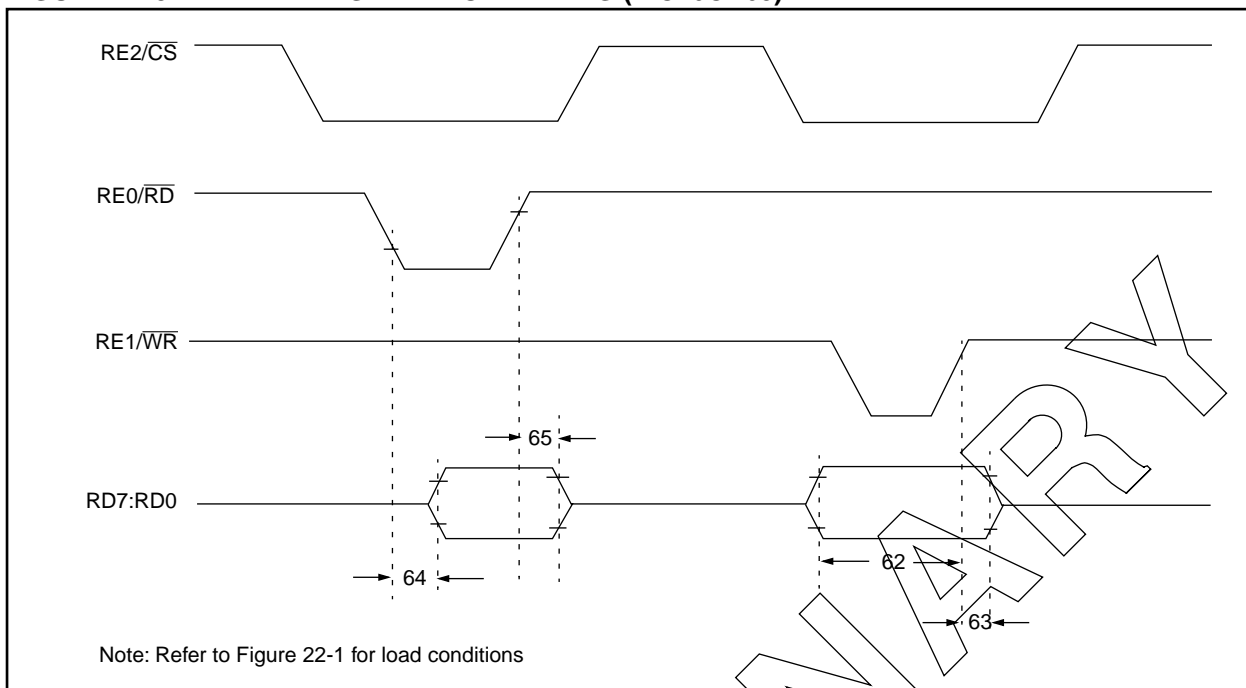 RE2/CS
RE0/RD
RE1/WR
65
RD7:RD0
62
64
63
Note: Refer to Figure 22-1 for load conditions
NARY